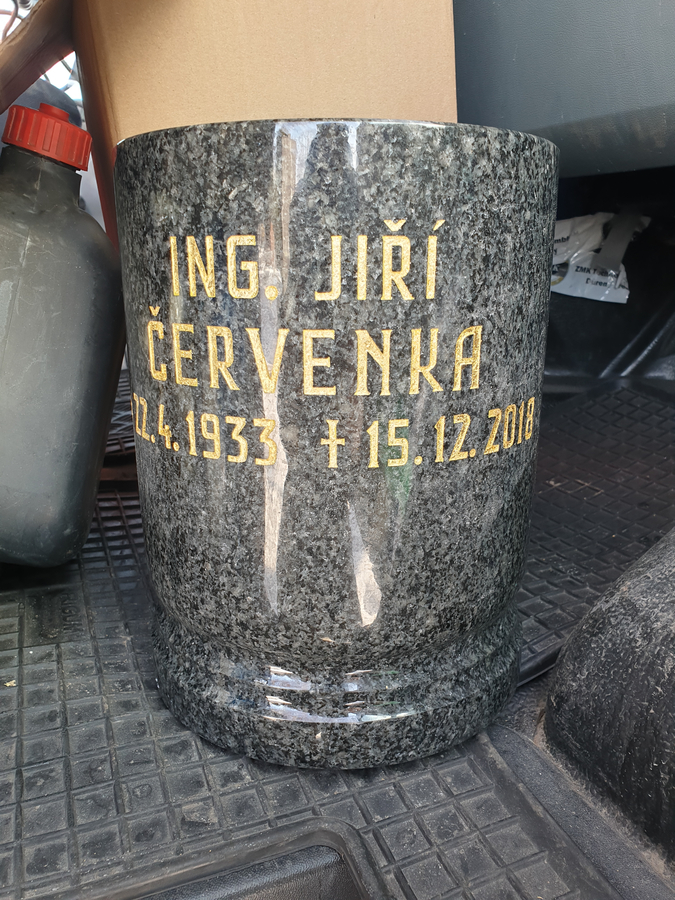 ING. JIŘÍ
ČERVENKA
22.4.1933 ✝ 15.12.2018